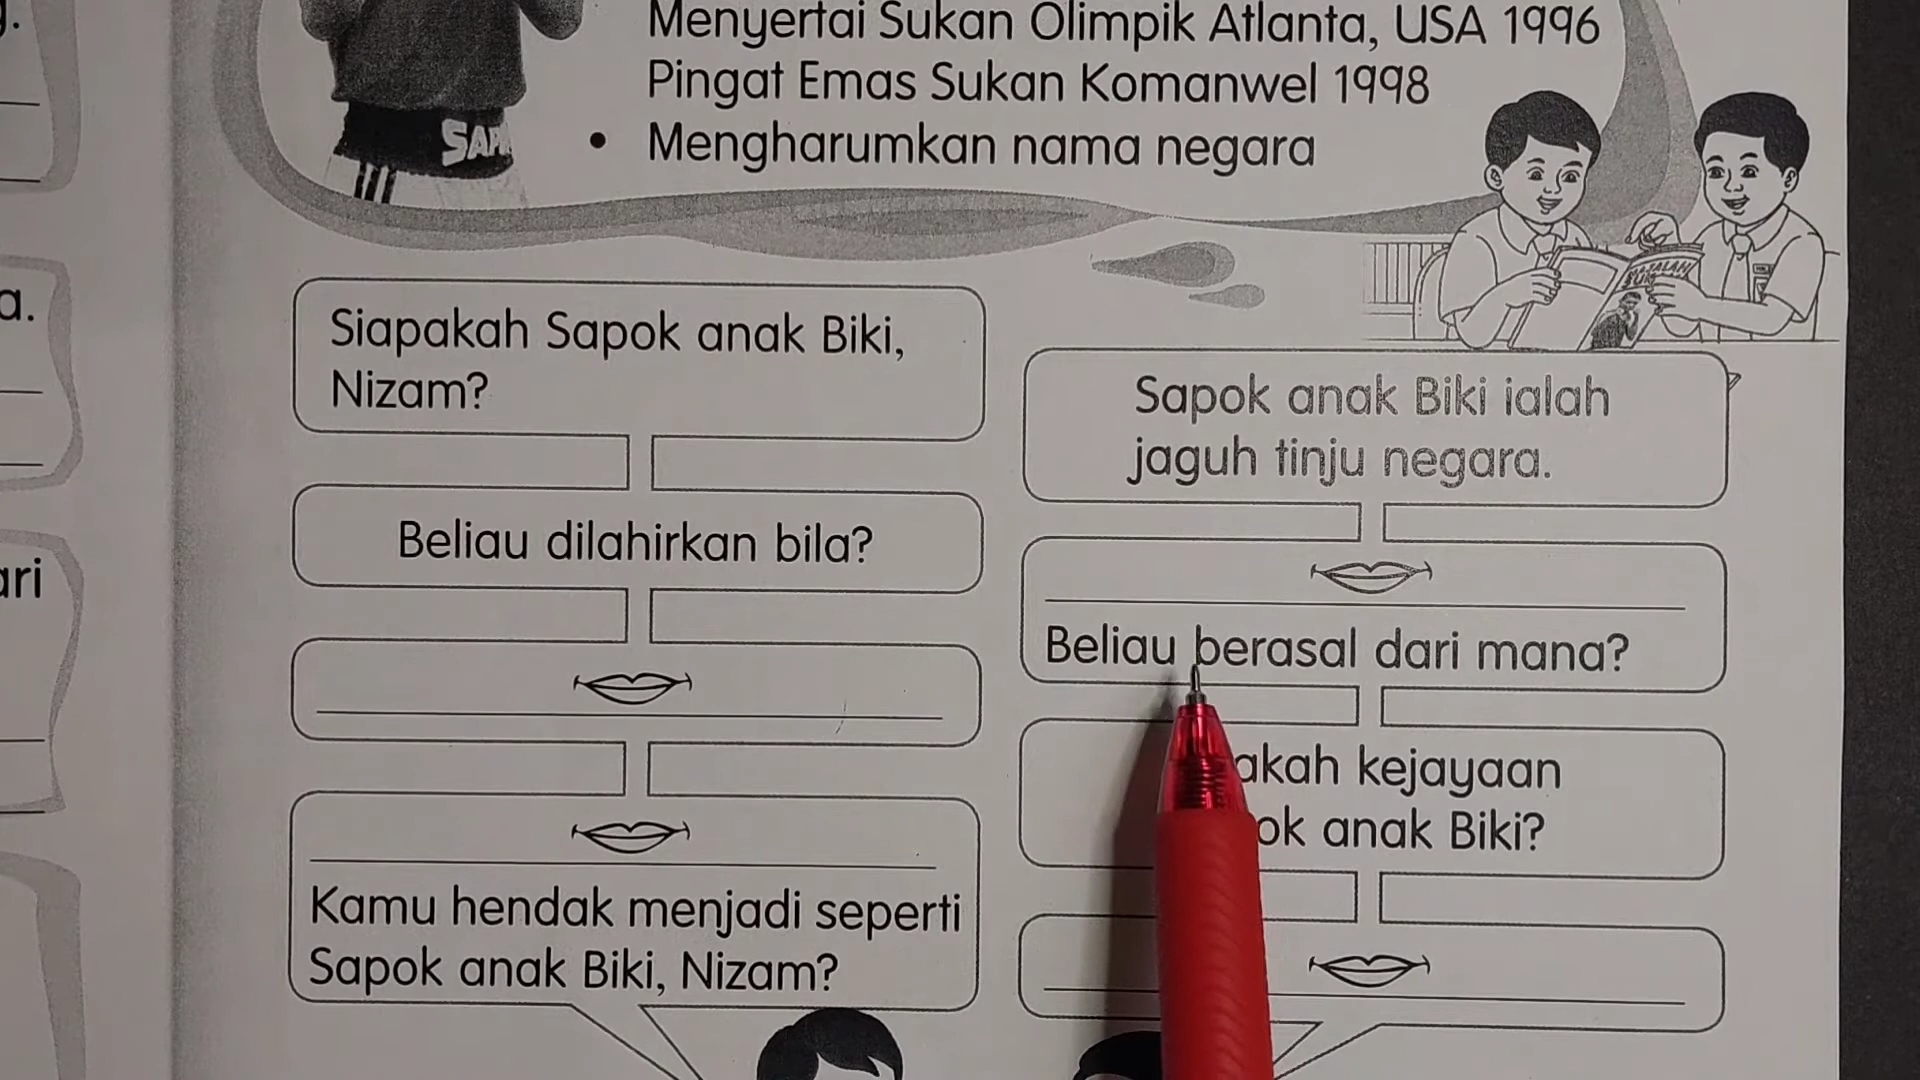 Menyertai Sukan Olimpik Atlanta, USA 1996
Pingat Emas Sukan Komanwel 1998
• Mengharumkan nama negara
Siapakah Sapok anak Biki,
Nizam?
Sapok anak Biki ialah
jaguh tinju negara.
Beliau dilahirkan bila?
Beliau berasal dari mana?
akah kejayaan
ok anak Biki?
Kamu hendak menjadi seperti
Sapok anak Biki, Nizam?
a.
ari